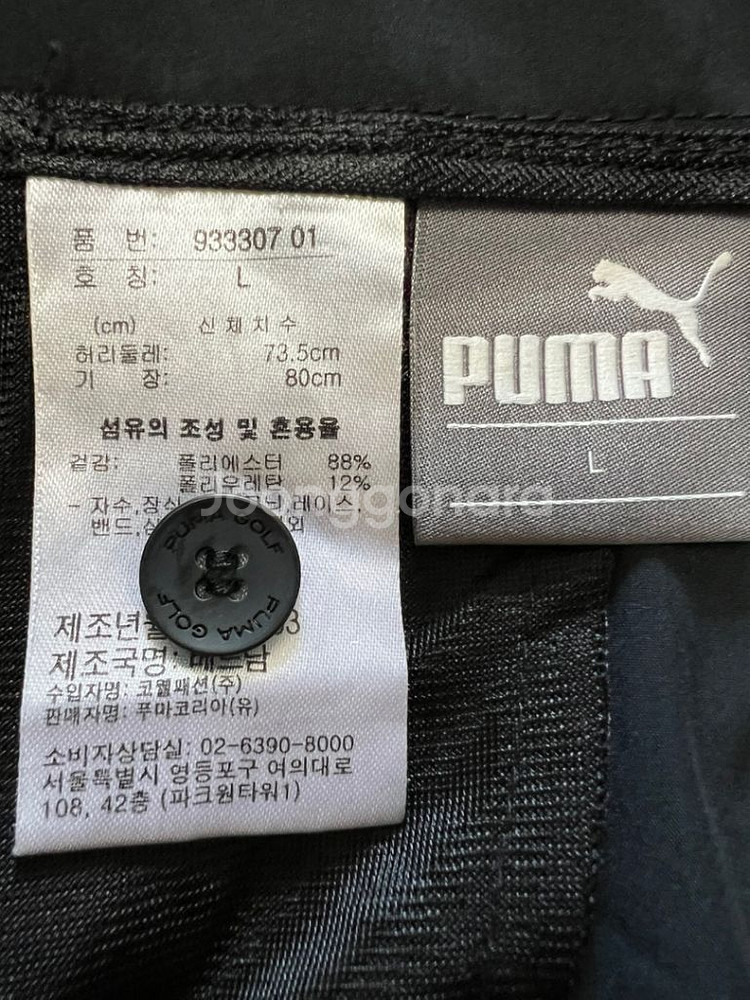 품 번: 933307 01
호 칭: L
(cm) 신 체 치 수
허리둘레: 73.5cm
기 장: 80cm
섬유의 조성 및 혼용율
겉감: 폴리에스터 88%
폴리우레탄 12%
- 자수,장식 레이스,
밴드,
PUMA GOLF
PUMA GOLF
제조국명: 베트남
수입자명: 코웰패션(주)
판매자명: 푸마코리아(유)
소비자상담실: 02-6390-8000
서울특별시 영등포구 여의대로
108, 42층 (파크원타워1)
PUMA
L
joonggonara